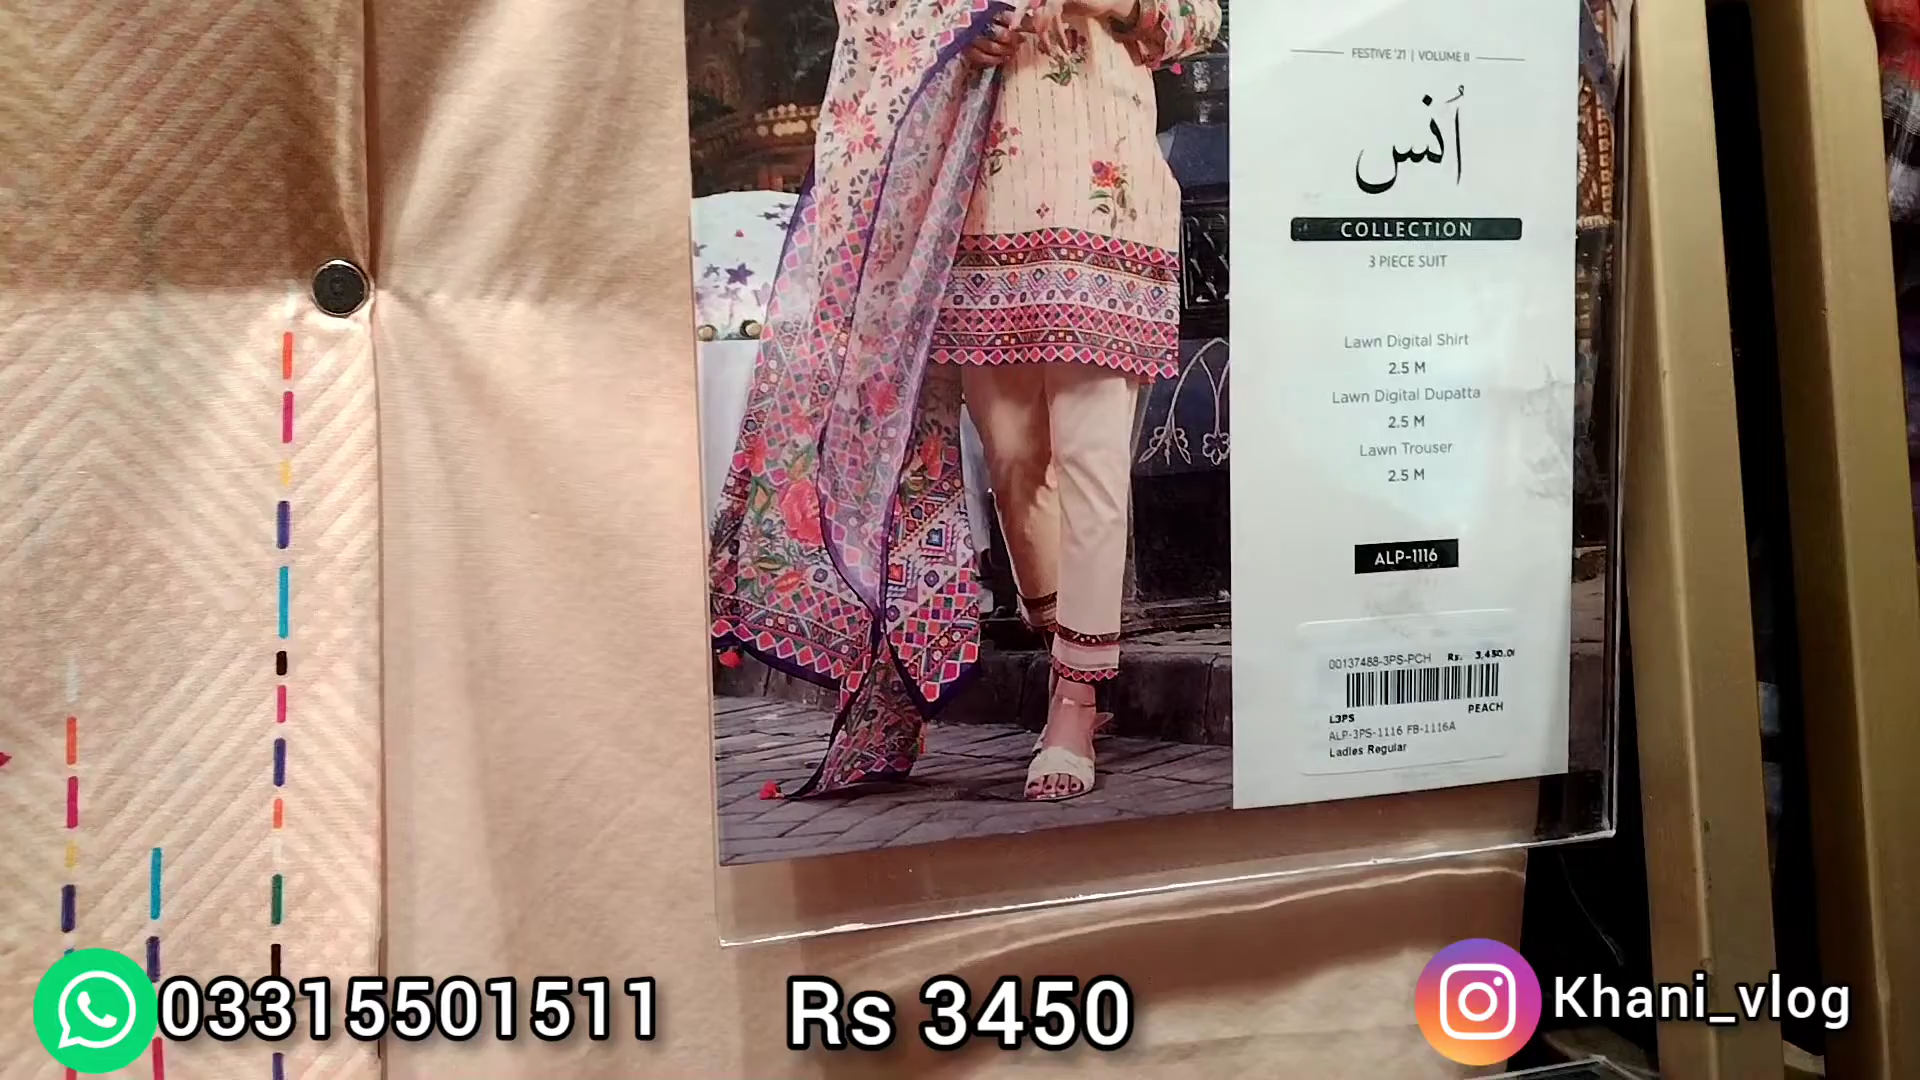 FESTIVE '21 | VOLUME II
اُنس
COLLECTION
3 PIECE SUIT
Lawn Digital Shirt
2.5 M
Lawn Digital Dupatta
2.5 M
Lawn Trouser
2.5 M
ALP-1116
00137488-3PS-PCH Rs. 3,450.0
PEACH
L3PS
ALP-3PS-1116 FB-1116A
Ladies Regular
03315501511
Rs 3450
Khani_vlog